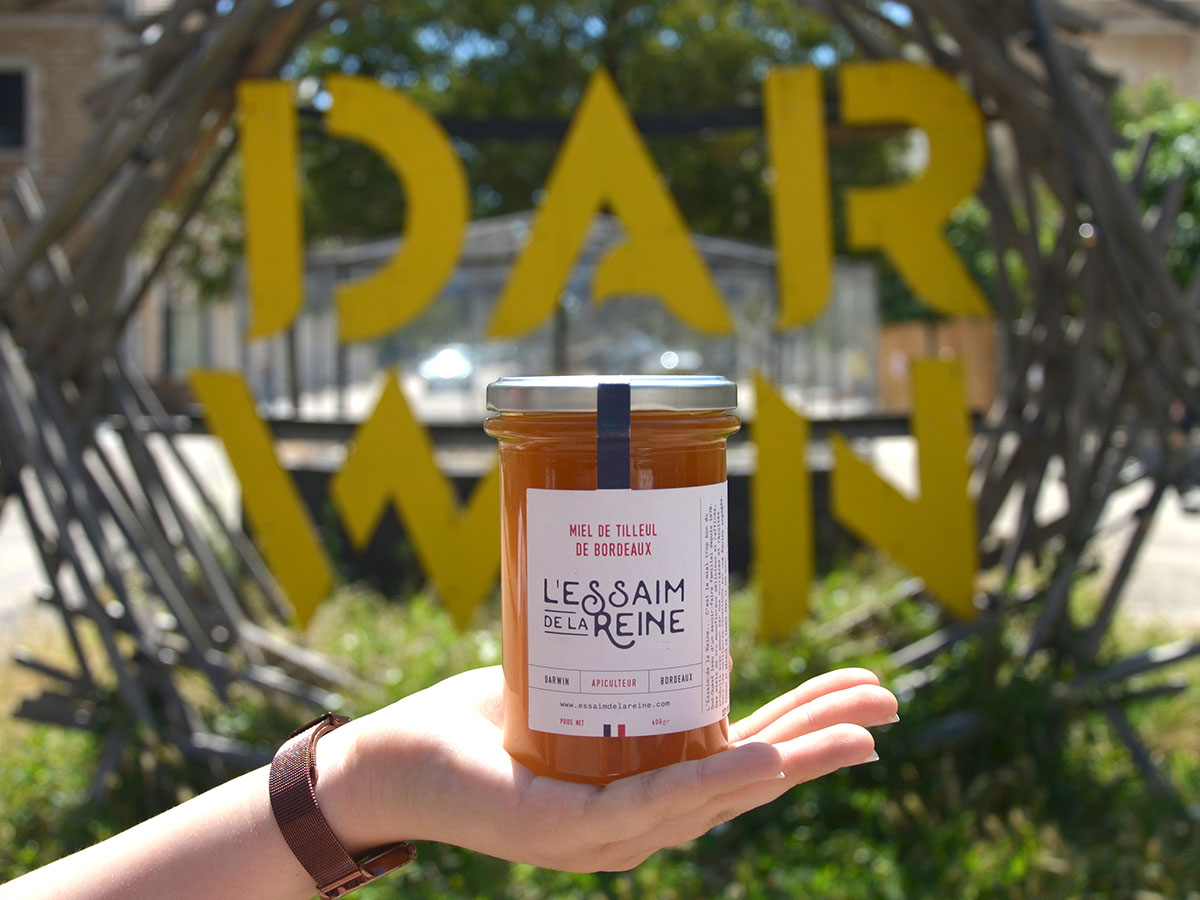 DAR
WIN
MIEL DE TILLEUL
DE BORDEAUX
L'ESSAIM
DE LA REINE
DARWIN APICULTEUR BORDEAUX
www.essaimdelareine.com
POIDS NET 400gr